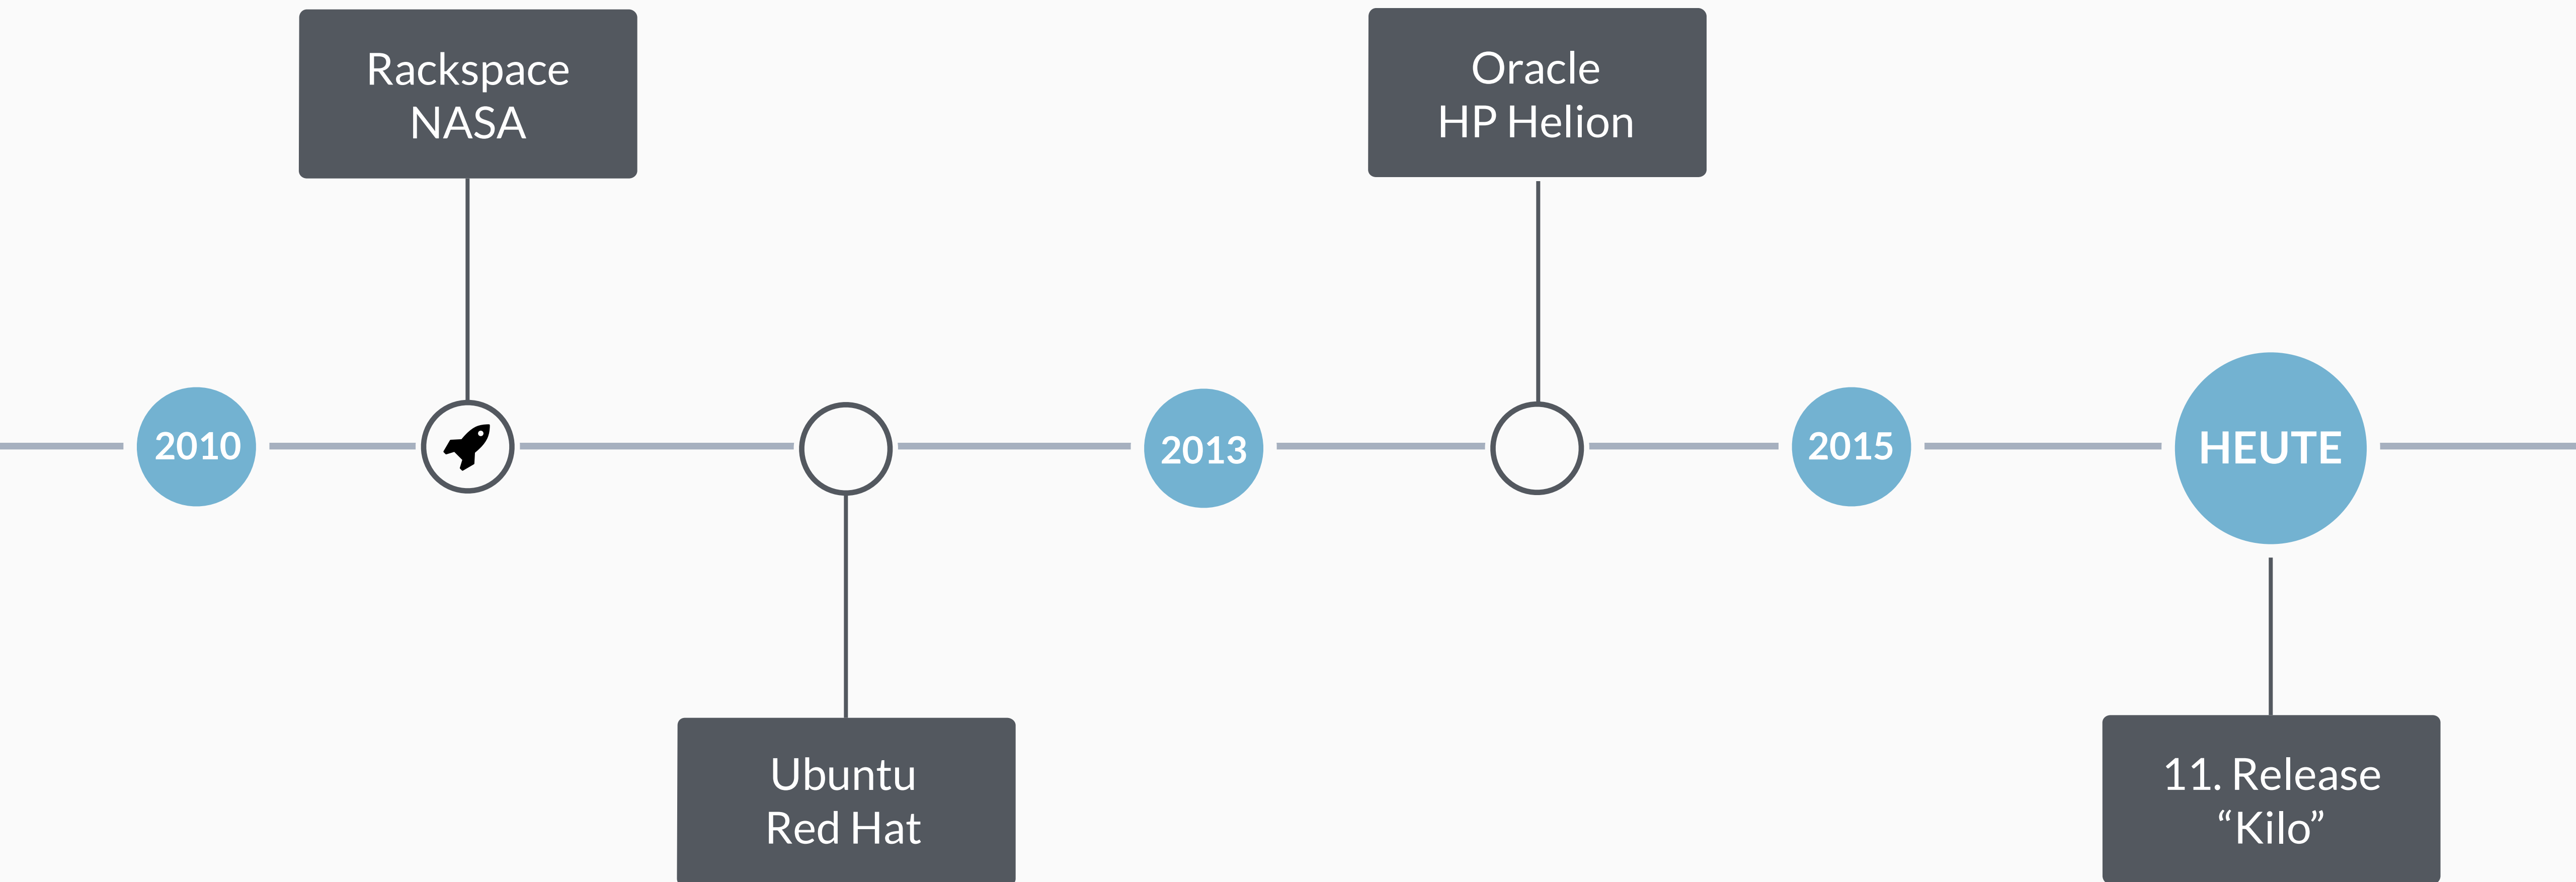 Rackspace
NASA
Oracle
HP Helion
2010
2013
2015
HEUTE
Ubuntu
Red Hat
11. Release
“Kilo”